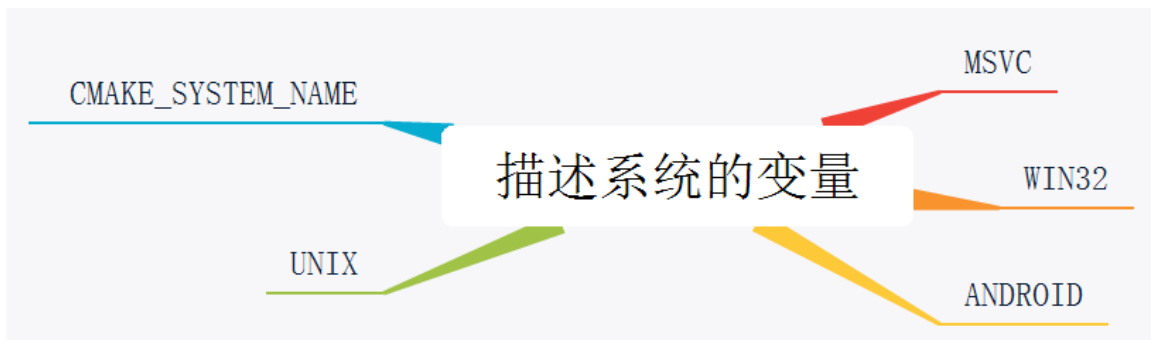 描述系统的变量
MSVC
WIN32
ANDROID
UNIX
CMAKE_SYSTEM_NAME